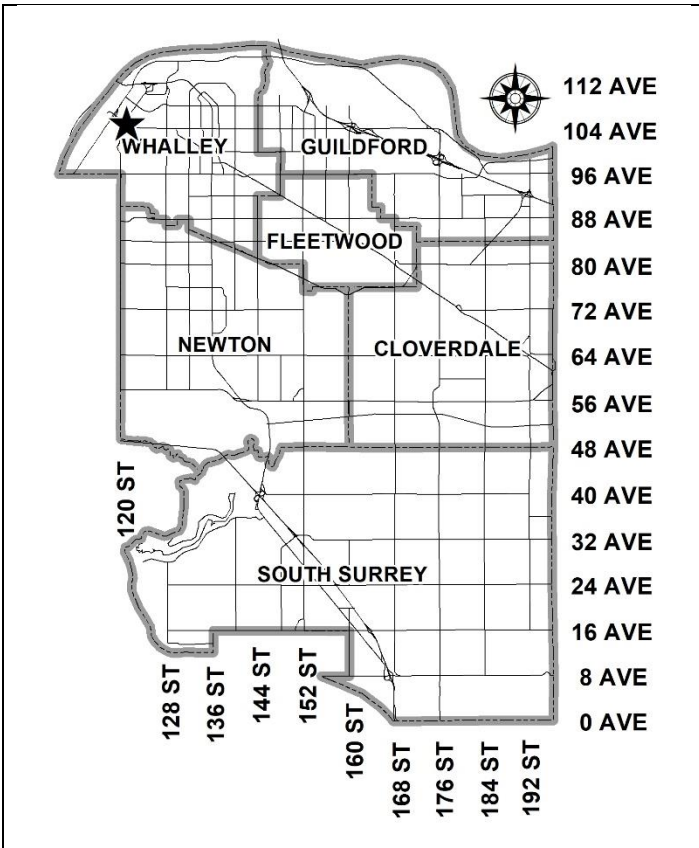 112 AVE
104 AVE
WHALLEY
GUILDFORD
96 AVE
88 AVE
FLEETWOOD
80 AVE
72 AVE
NEWTON
CLOVERDALE
64 AVE
56 AVE
48 AVE
120 ST
40 AVE
32 AVE
SOUTH SURREY
24 AVE
16 AVE
8 AVE
0 AVE
128 ST
136 ST
144 ST
152 ST
160 ST
168 ST
176 ST
184 ST
192 ST